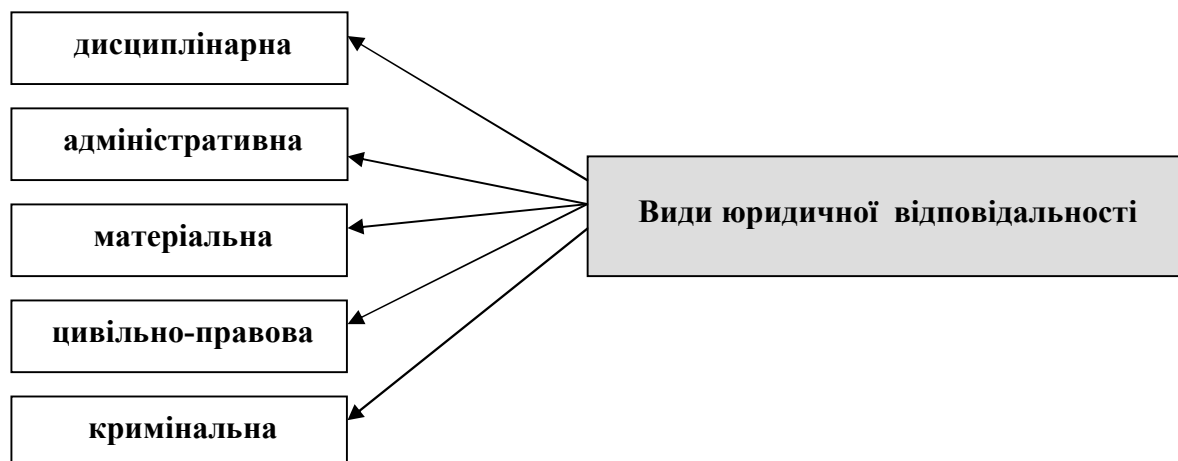 дисциплінарна
адміністративна
Види юридичної відповідальності
матеріальна
цивільно-правова
кримінальна